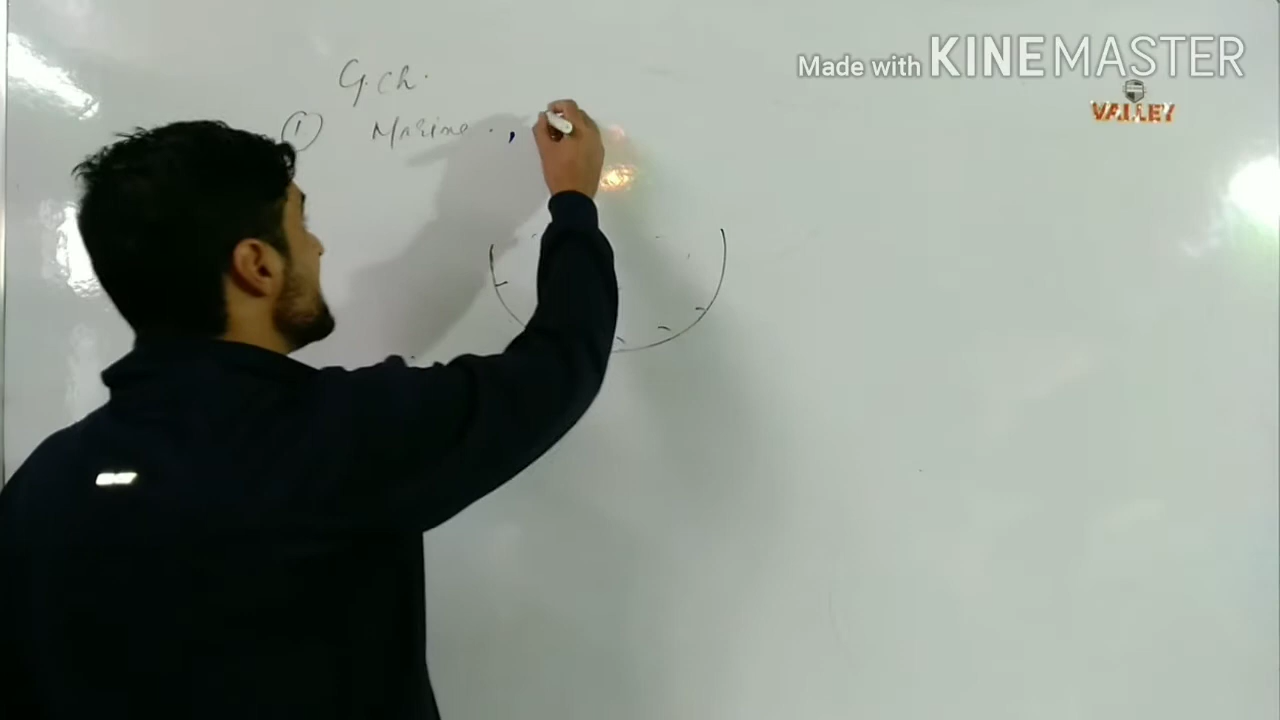 Made with KINEMASTER
G. ch.
VALLEY
① Marine . ,